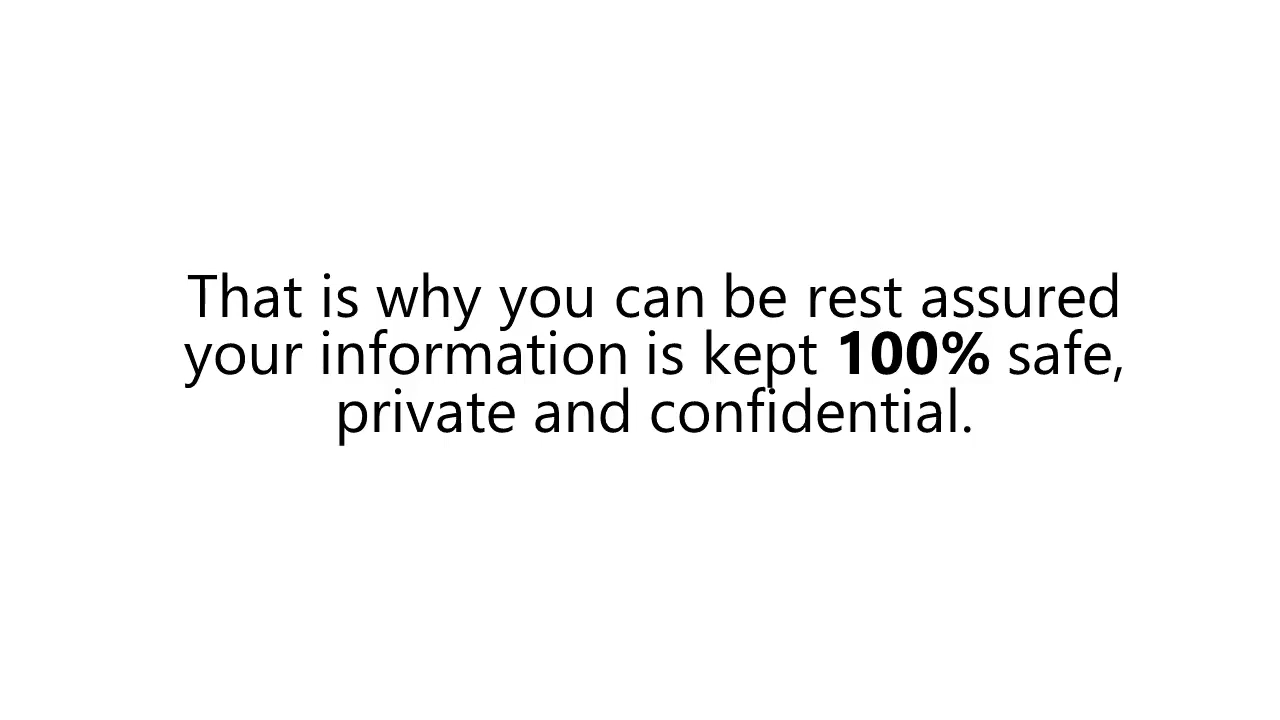 That is why you can be rest assured
your information is kept 100% safe,
private and confidential.